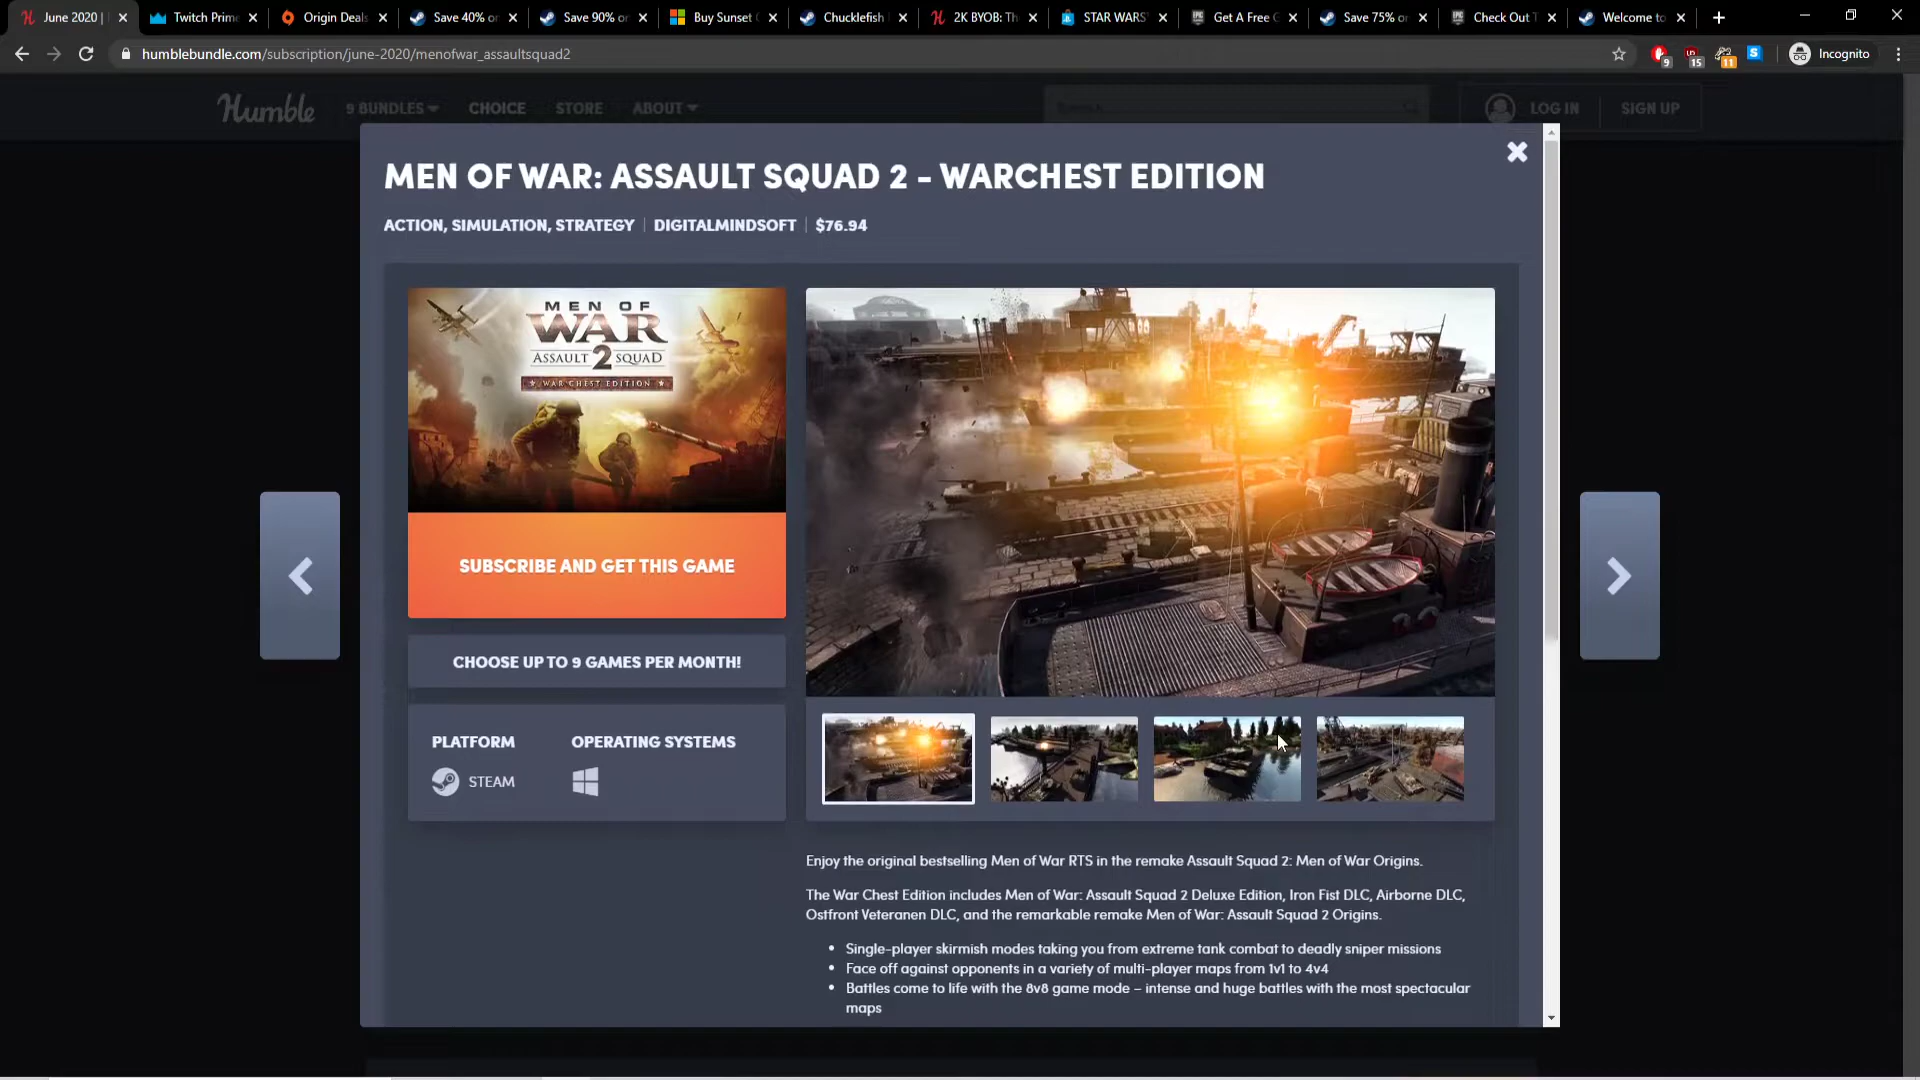 June 2020 |
Twitch Prime
Origin Deals
Save 40% or
Save 90% or
Buy Sunset
Chucklefish
2K BYOB: Th
STAR WARS
Get A Free G
Save 75% or
Check Out T
Welcome to
humblebundle.com/subscription/june-2020/menofwar_assaultsquad2
9
15
11
Incognito
Humble
9 BUNDLES
CHOICE
STORE
ABOUT
LOG IN
SIGN UP
MEN OF WAR: ASSAULT SQUAD 2 - WARCHEST EDITION
ACTION, SIMULATION, STRATEGY | DIGITALMINDSOFT | $76.94
MEN OF
WAR
ASSAULT 2 SQUAD
WAR CHEST EDITION
SUBSCRIBE AND GET THIS GAME
CHOOSE UP TO 9 GAMES PER MONTH!
PLATFORM
OPERATING SYSTEMS
STEAM
Enjoy the original bestselling Men of War RTS in the remake Assault Squad 2: Men of War Origins.
The War Chest Edition includes Men of War: Assault Squad 2 Deluxe Edition, Iron Fist DLC, Airborne DLC,
Ostfront Veteranen DLC, and the remarkable remake Men of War: Assault Squad 2 Origins.
• Single-player skirmish modes taking you from extreme tank combat to deadly sniper missions
• Face off against opponents in a variety of multi-player maps from 1v1 to 4v4
• Battles come to life with the 8v8 game mode – intense and huge battles with the most spectacular
maps